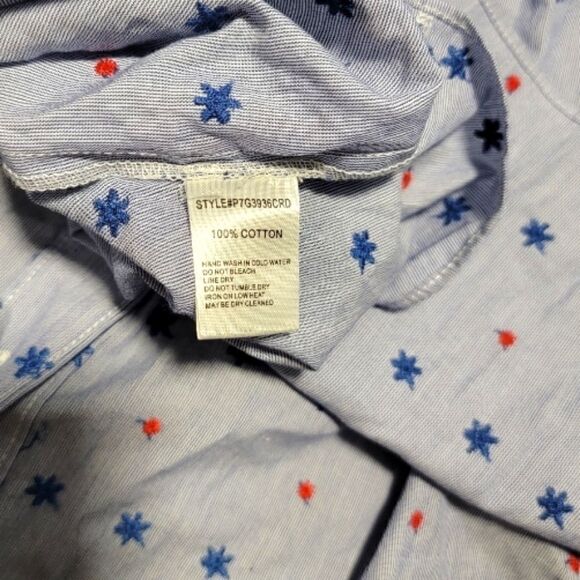 STYLE#P7G3936CRD
100% COTTON
HAND WASH IN COLD WATER
DO NOT BLEACH
LINE DRY
DO NOT TUMBLE DRY
IRON ON LOW HEAT
MAY BE DRY CLEANED